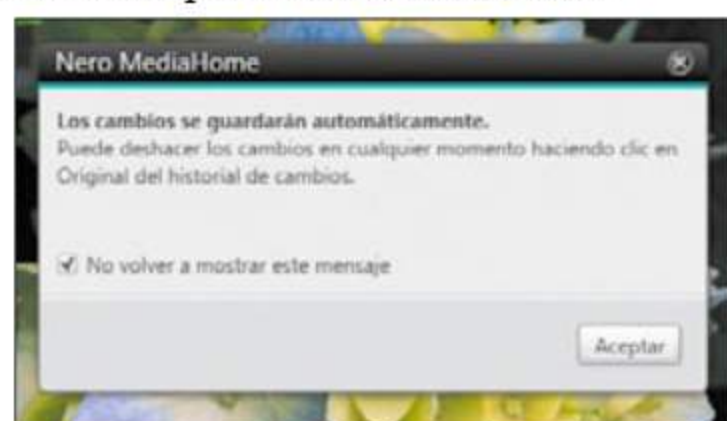 Nero MediaHome
Los cambios se guardarán automáticamente.
Puede deshacer los cambios en cualquier momento haciendo clic en
Original del historial de cambios.
No volver a mostrar este mensaje
Aceptar